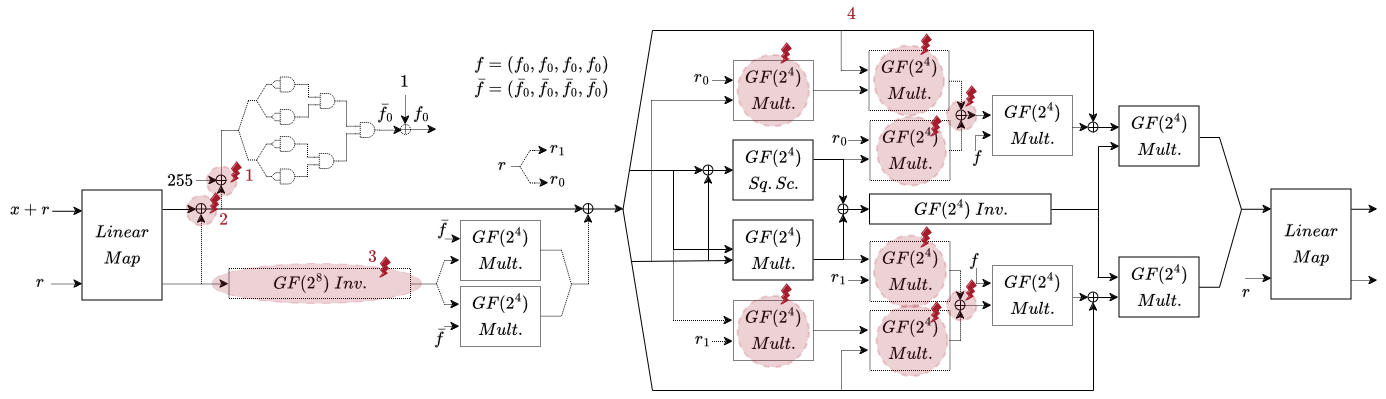 4
f = (f₀, f₀, f₀, f₀)
f̄ = (f̄₀, f̄₀, f̄₀, f̄₀)
1
f̄₀
f₀
255
1
2
x + r
r
Linear
Map
3
GF(2⁸) Inv.
f̄
GF(2⁴)
Mult.
GF(2⁴)
Mult.
f̄
r
r₁
r₀
r₀
GF(2⁴)
Mult.
GF(2⁴)
Mult.
r₀
GF(2⁴)
Mult.
f
GF(2⁴)
Mult.
GF(2⁴)
Sq. Sc.
GF(2⁴)
Mult.
GF(2⁴) Inv.
GF(2⁴)
Mult.
r₁
GF(2⁴)
Mult.
f
GF(2⁴)
Mult.
r₁
GF(2⁴)
Mult.
GF(2⁴)
Mult.
GF(2⁴)
Mult.
r
Linear
Map